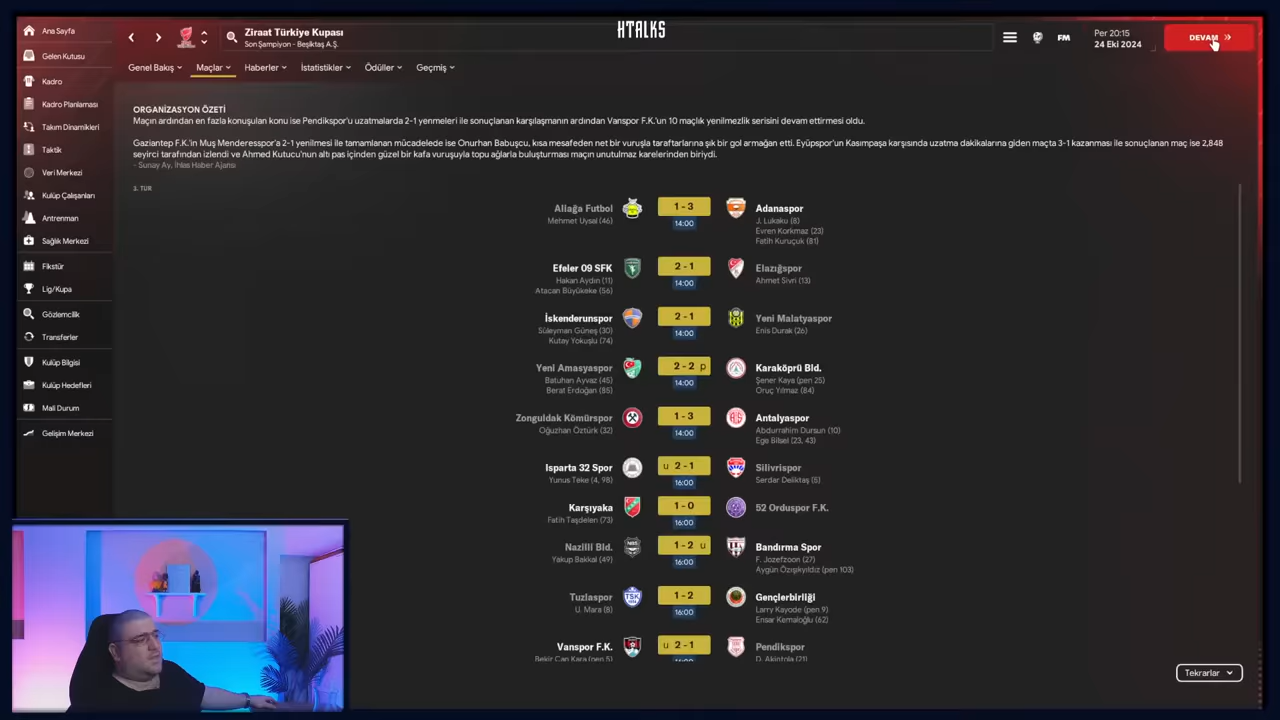 HTALKS
Ziraat Türkiye Kupası
Son Şampiyon - Beşiktaş A.Ş.
FM
Per 20:15
24 Eki 2024
DEVAM
Genel Bakış
Maçlar
Haberler
İstatistikler
Ödüller
Geçmiş
Ana Sayfa
Gelen Kutusu
Kadro
Kadro Planlaması
Takım Dinamikleri
Taktik
Veri Merkezi
Kulüp Çalışanları
Antrenman
Sağlık Merkezi
Fikstür
Lig/Kupa
Gözlemcilik
Transferler
Kulüp Bilgisi
Kulüp Hedefleri
Mali Durum
Gelişim Merkezi
ORGANİZASYON ÖZETİ
Maçın ardından en fazla konuşulan konu ise Pendikspor'u uzatmalarda 2-1 yenmeleri ile sonuçlanan karşılaşmanın ardından Vanspor F.K.'un 10 maçlık yenilmezlik serisini devam ettirmesi oldu.
Gaziantep F.K.'in Muş Menderesspor'a 2-1 yenilmesi ile tamamlanan mücadelede ise Onurhan Babuşcu, kısa mesafeden net bir vuruşla taraftarlarına şık bir gol armağan etti. Eyüpspor'un Kasımpaşa karşısında uzatma dakikalarına giden maçta 3-1 kazanması ile sonuçlanan maç ise 2,848
seyirci tarafından izlendi ve Ahmed Kutucu'nun altı pas içinden güzel bir kafa vuruşuyla topu ağlarla buluşturması maçın unutulmaz karelerinden biriydi.
- Sunay Ay, İhlas Haber Ajansı
3. TUR
Aliağa Futbol 1 - 3 Adanaspor
Mehmet Uysal (46) 14:00 J. Lukaku (8)
Evren Korkmaz (23)
Fatih Kuruçuk (81)
Efeler 09 SFK 2 - 1 Elazığspor
Hakan Aydın (11) 14:00 Ahmet Sivri (13)
Atacan Büyükeke (56)
İskenderunspor 2 - 1 Yeni Malatyaspor
Süleyman Güneş (30) 14:00 Enis Durak (26)
Kutay Yokuşlu (74)
Yeni Amasyaspor 2 - 2 p Karaköprü Bld.
Batuhan Ayvaz (45) 14:00 Şener Kaya (pen 25)
Berat Erdoğan (85) Oruç Yılmaz (84)
Zonguldak Kömürspor 1 - 3 Antalyaspor
Oğuzhan Öztürk (32) 14:00 Abdurrahim Dursun (10)
Ege Bilsel (23, 43)
Isparta 32 Spor u 2 - 1 Silivrispor
Yunus Teke (4, 98) 16:00 Serdar Deliktaş (5)
Karşıyaka 1 - 0 52 Orduspor F.K.
Fatih Taşdelen (73) 16:00
Nazilli Bld. 1 - 2 u Bandırma Spor
Yakup Bakkal (49) 16:00 F. Jozefzoon (27)
Aygün Özışıkyıldız (pen 103)
Tuzlaspor 1 - 2 Gençlerbirliği
U. Mara (8) 16:00 Larry Kayode (pen 9)
Ensar Kemaloğlu (62)
Vanspor F.K. u 2 - 1 Pendikspor
Bekir Can Kara (pen 5) 16:00 D. Akintola (21)
Tekrarlar